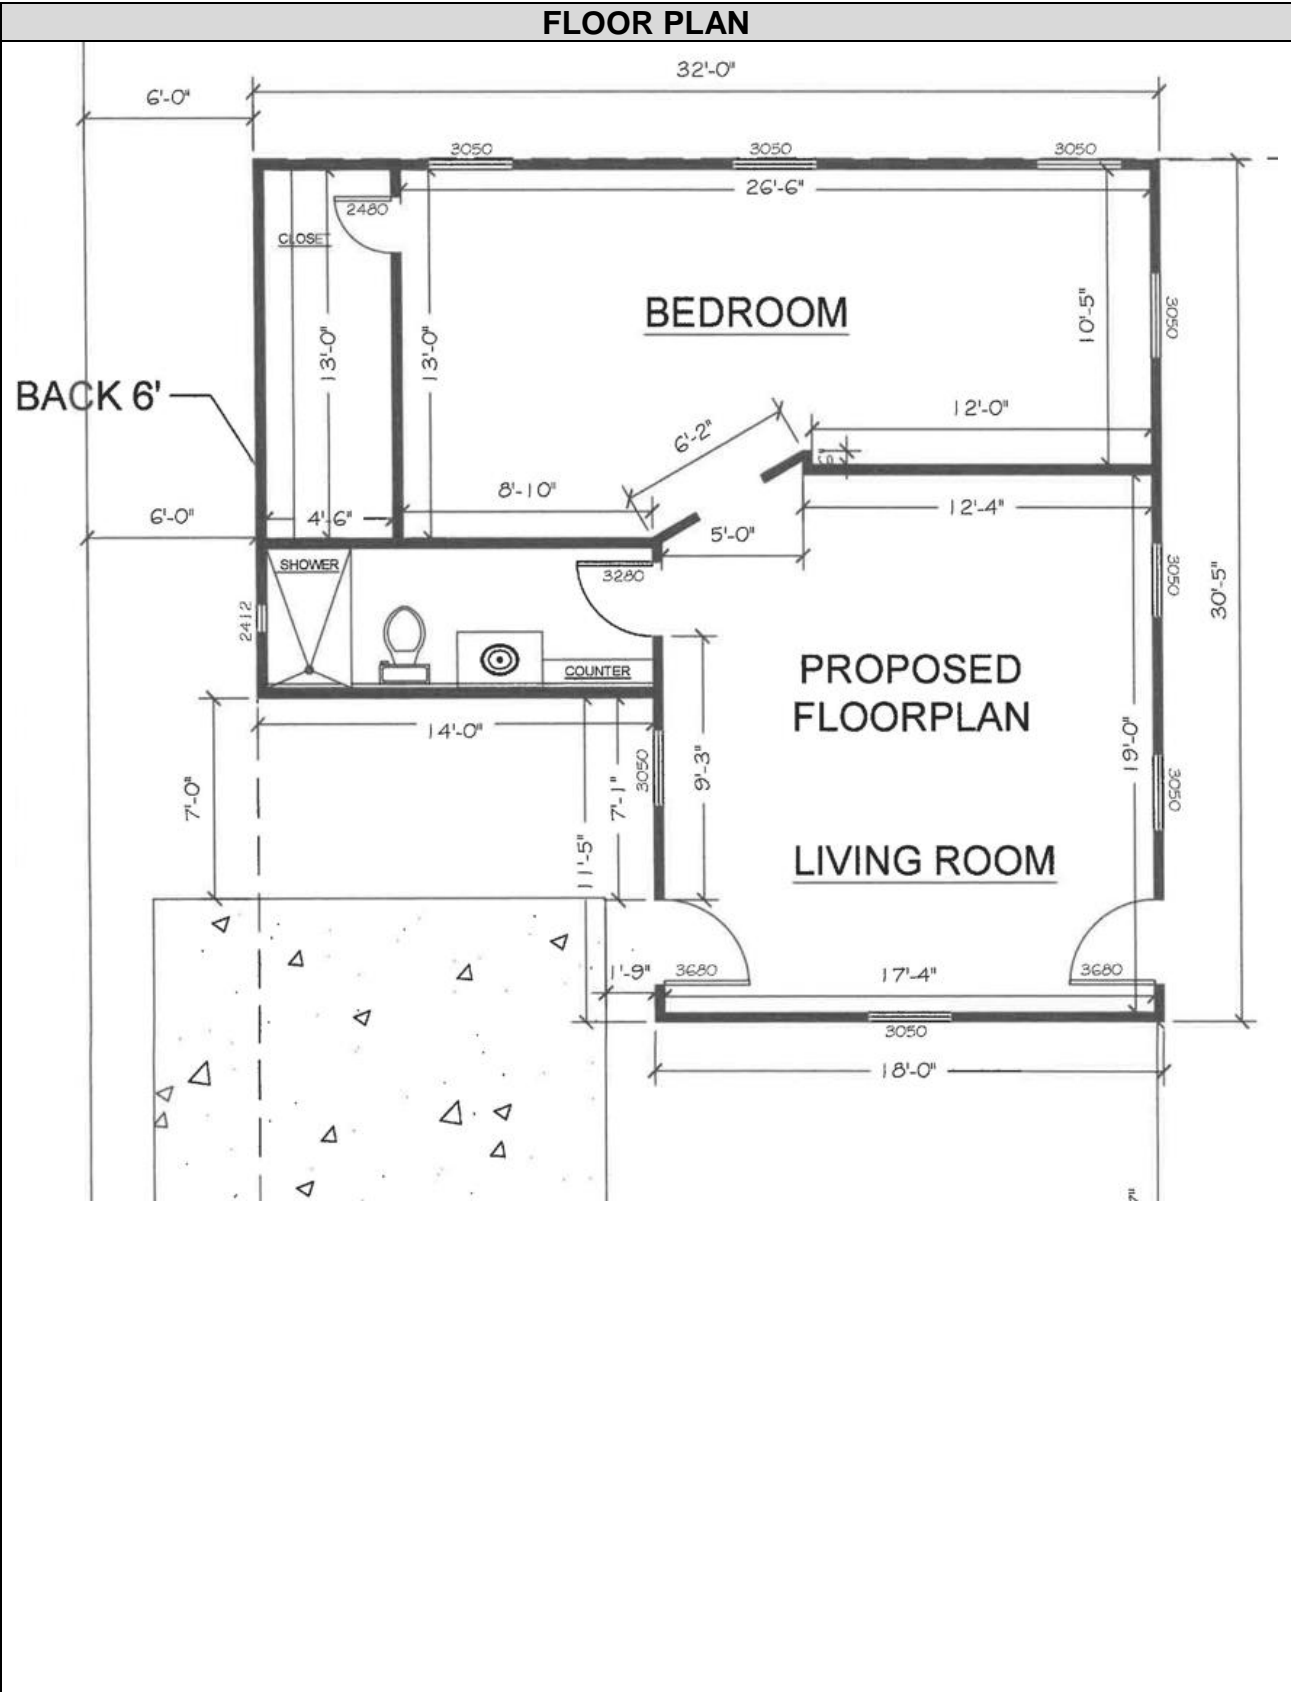 FLOOR PLAN
32'-0"
6'-0"
3050 3050 3050
26'-6"
2480
CLOSET
BEDROOM
13'-0" 13'-0" 10'-5" 3050
BACK 6'
12'-0"
6'-2"
8'-10"
6'-0" 4'-6" 12'-4"
5'-0"
SHOWER
3280
2412
3050
30'-5"
COUNTER
PROPOSED
FLOORPLAN
14'-0"
7'-0" 7'-1" 3050 9'-3" 19'-0" 3050
11'-5"
LIVING ROOM
1'-9" 3680 17'-4" 3680
3050
18'-0"